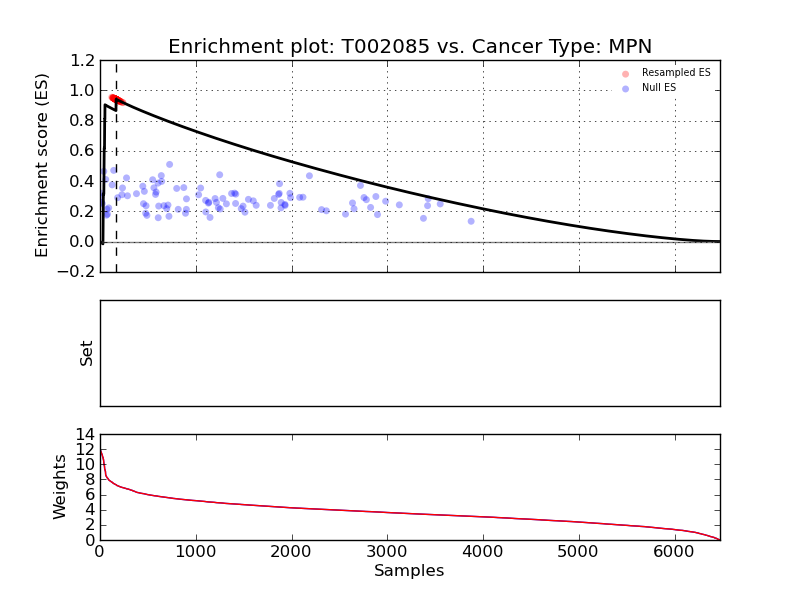 Enrichment plot: T002085 vs. Cancer Type: MPN
Enrichment score (ES)
1.2
1.0
0.8
0.6
0.4
0.2
0.0
−0.2
Resampled ES
Null ES
Set
Weights
14
12
10
8
6
4
2
0
0 1000 2000 3000 4000 5000 6000
Samples